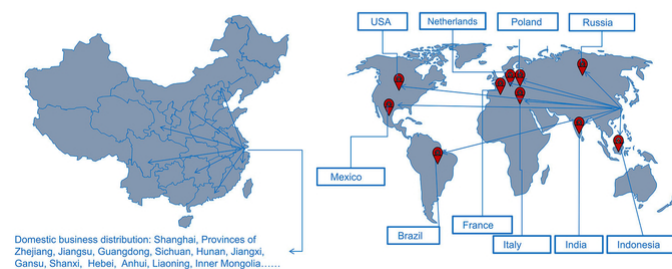 USA
Netherlands
Poland
Russia
Mexico
Brazil
France
Italy
India
Indonesia
Domestic business distribution: Shanghai, Provinces of
Zhejiang, Jiangsu, Guangdong, Sichuan, Hunan, Jiangxi,
Gansu, Shanxi, Hebei, Anhui, Liaoning, Inner Mongolia……